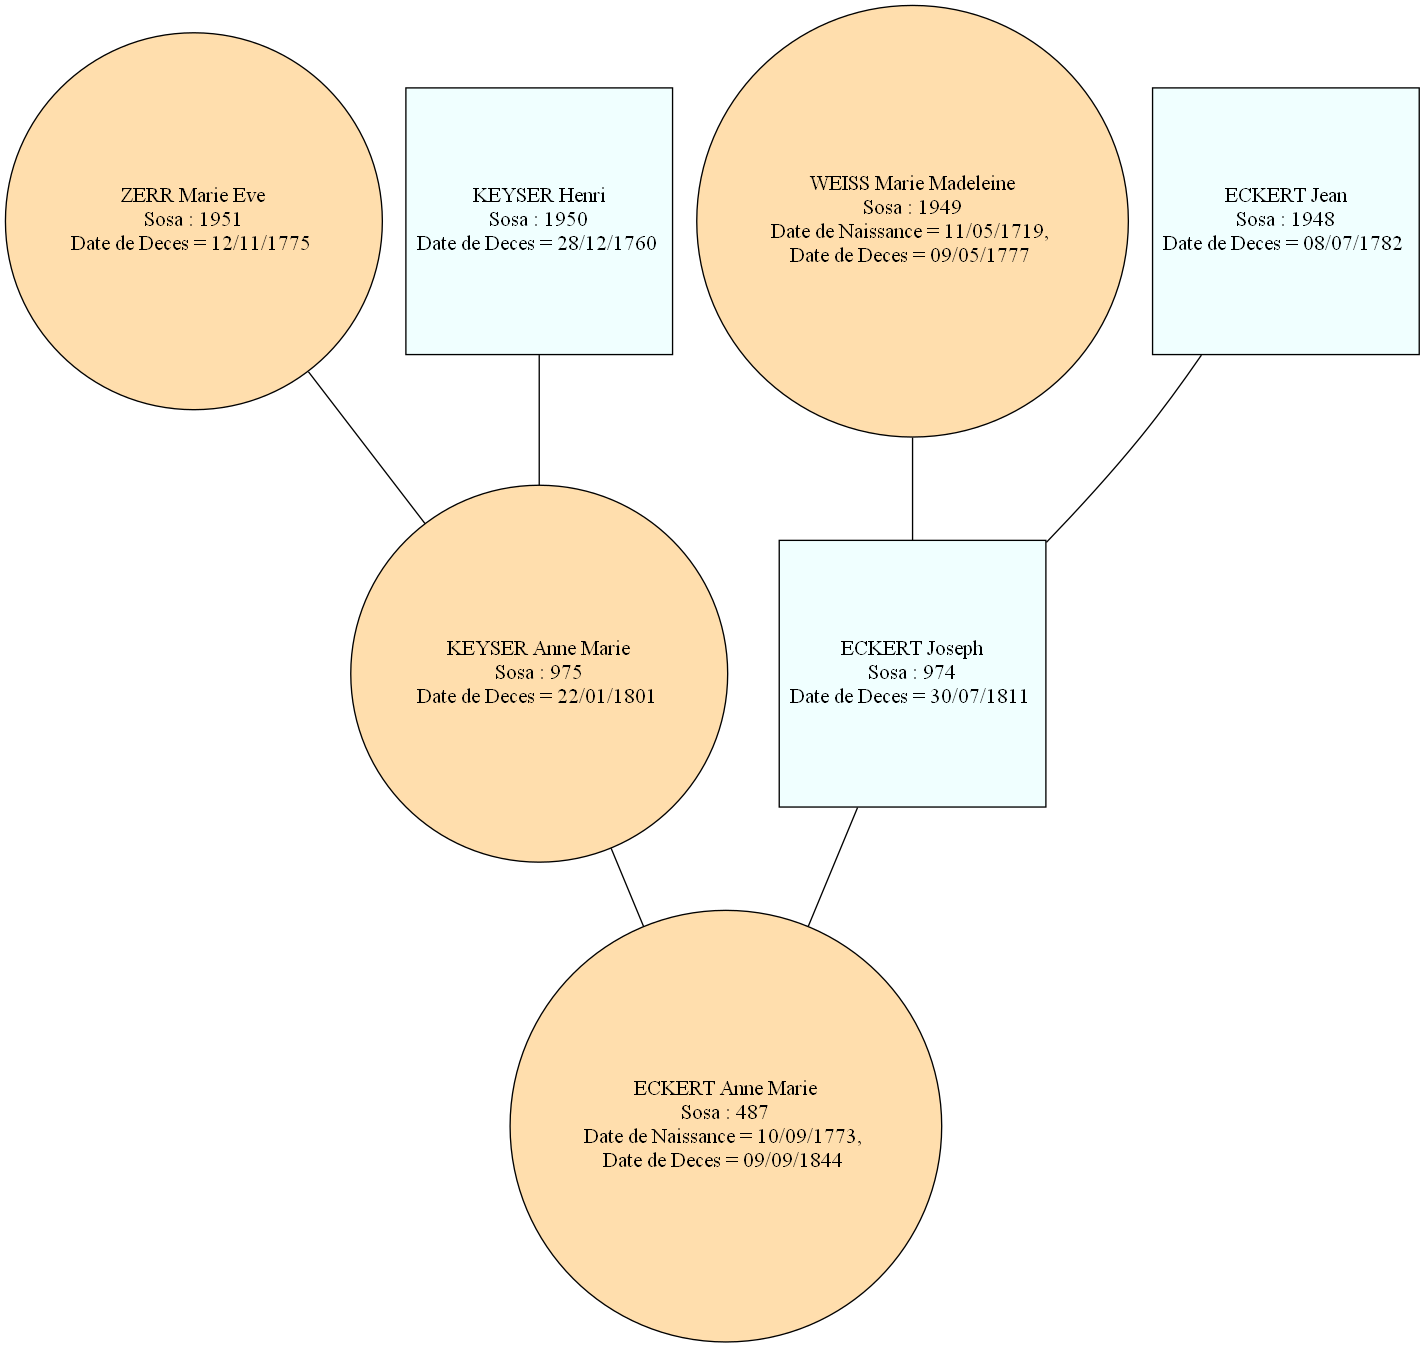 ZERR Marie Eve
Sosa : 1951
Date de Deces = 12/11/1775
KEYSER Henri
Sosa : 1950
Date de Deces = 28/12/1760
WEISS Marie Madeleine
Sosa : 1949
Date de Naissance = 11/05/1719,
Date de Deces = 09/05/1777
ECKERT Jean
Sosa : 1948
Date de Deces = 08/07/1782
KEYSER Anne Marie
Sosa : 975
Date de Deces = 22/01/1801
ECKERT Joseph
Sosa : 974
Date de Deces = 30/07/1811
ECKERT Anne Marie
Sosa : 487
Date de Naissance = 10/09/1773,
Date de Deces = 09/09/1844